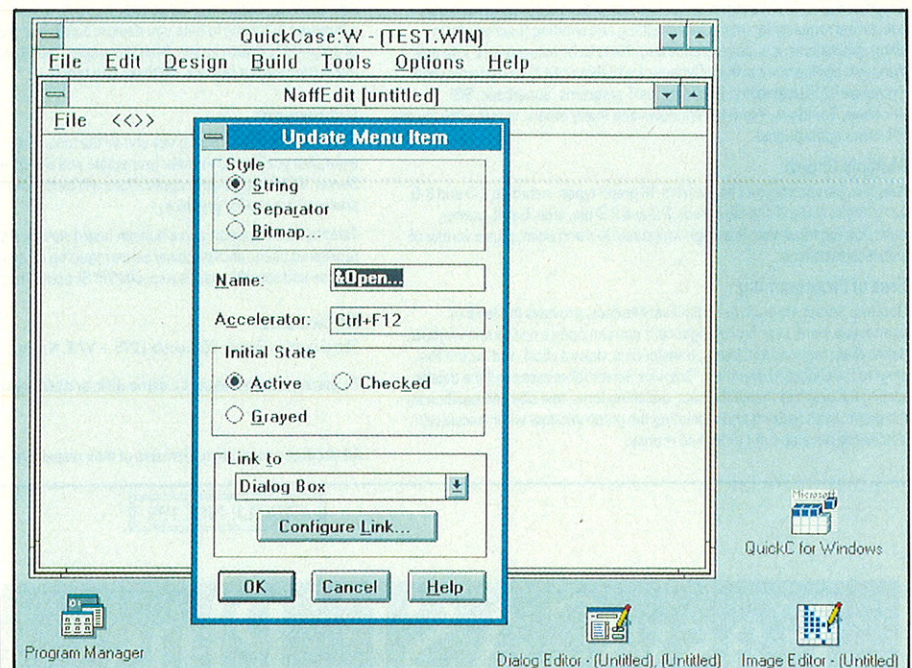 QuickCase:W - (TEST.WIN)
File Edit Design Build Tools Options Help
NaffEdit [untitled]
File <<>>
Update Menu Item
Style
String
Separator
Bitmap...
Name: &Open...
Accelerator: Ctrl+F12
Initial State
Active Checked
Grayed
Link to
Dialog Box
Configure Link...
OK Cancel Help
Microsoft
QuickC for Windows
Program Manager
Dialog Editor - (Untitled), (Untitled)
Image Editor - (Untitled)